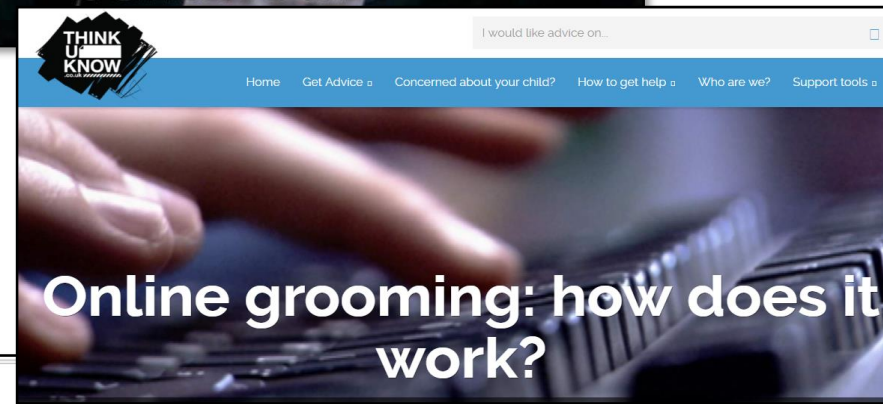 THINK
U
KNOW
.co.uk
I would like advice on...
Home Get Advice Concerned about your child? How to get help Who are we? Support tools
Online grooming: how does it
work?